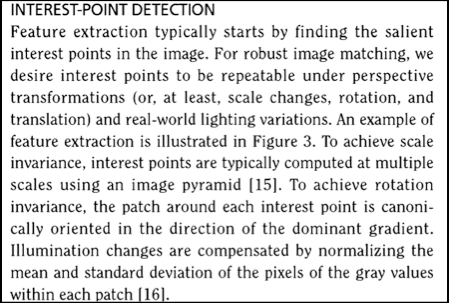 INTEREST-POINT DETECTION
Feature extraction typically starts by finding the salient
interest points in the image. For robust image matching, we
desire interest points to be repeatable under perspective
transformations (or, at least, scale changes, rotation, and
translation) and real-world lighting variations. An example of
feature extraction is illustrated in Figure 3. To achieve scale
invariance, interest points are typically computed at multiple
scales using an image pyramid [15]. To achieve rotation
invariance, the patch around each interest point is canoni-
cally oriented in the direction of the dominant gradient.
Illumination changes are compensated by normalizing the
mean and standard deviation of the pixels of the gray values
within each patch [16].